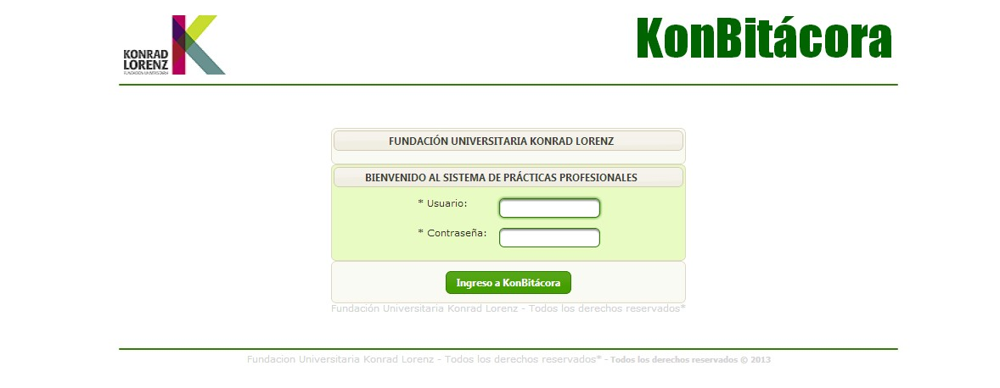 KONRAD
LORENZ
FUNDACIÓN UNIVERSITARIA
KonBitácora
FUNDACIÓN UNIVERSITARIA KONRAD LORENZ
BIENVENIDO AL SISTEMA DE PRÁCTICAS PROFESIONALES
* Usuario:
* Contraseña:
Ingreso a KonBitácora
Fundación Universitaria Konrad Lorenz - Todos los derechos reservados*
Fundacion Universitaria Konrad Lorenz - Todos los derechos reservados* - Todos los derechos reservados © 2013